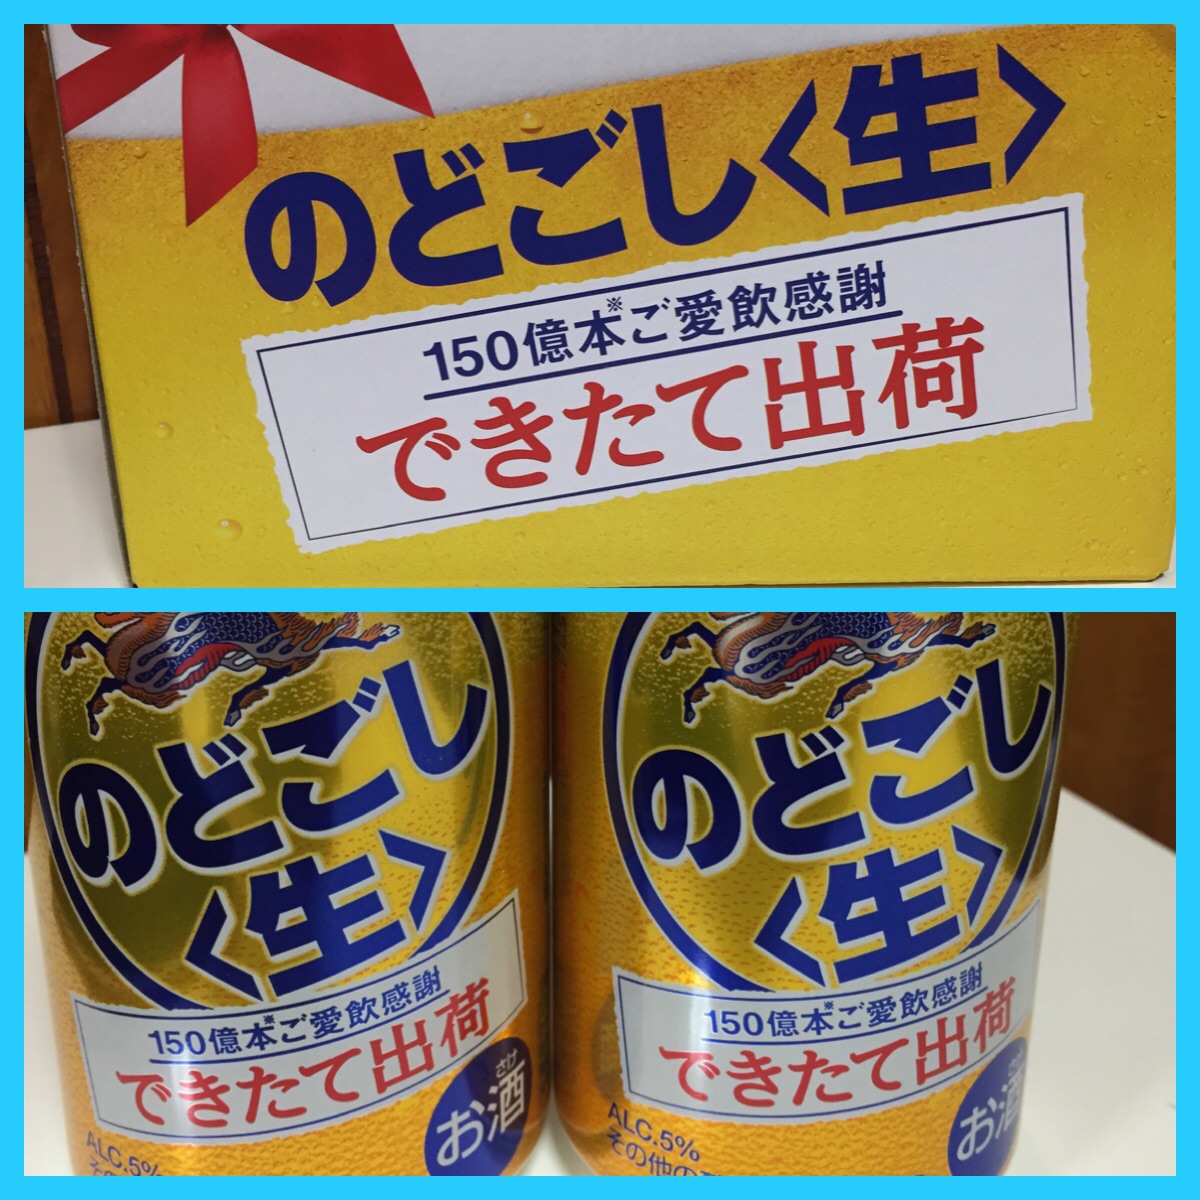 のどごし〈生〉
150億本※ご愛飲感謝
できたて出荷
のどごし
〈生〉
150億本※ご愛飲感謝
できたて出荷
お酒
さけ
ALC.5%
のどごし
〈生〉
150億本※ご愛飲感謝
できたて出荷
お酒
さけ
ALC.5%
その他の